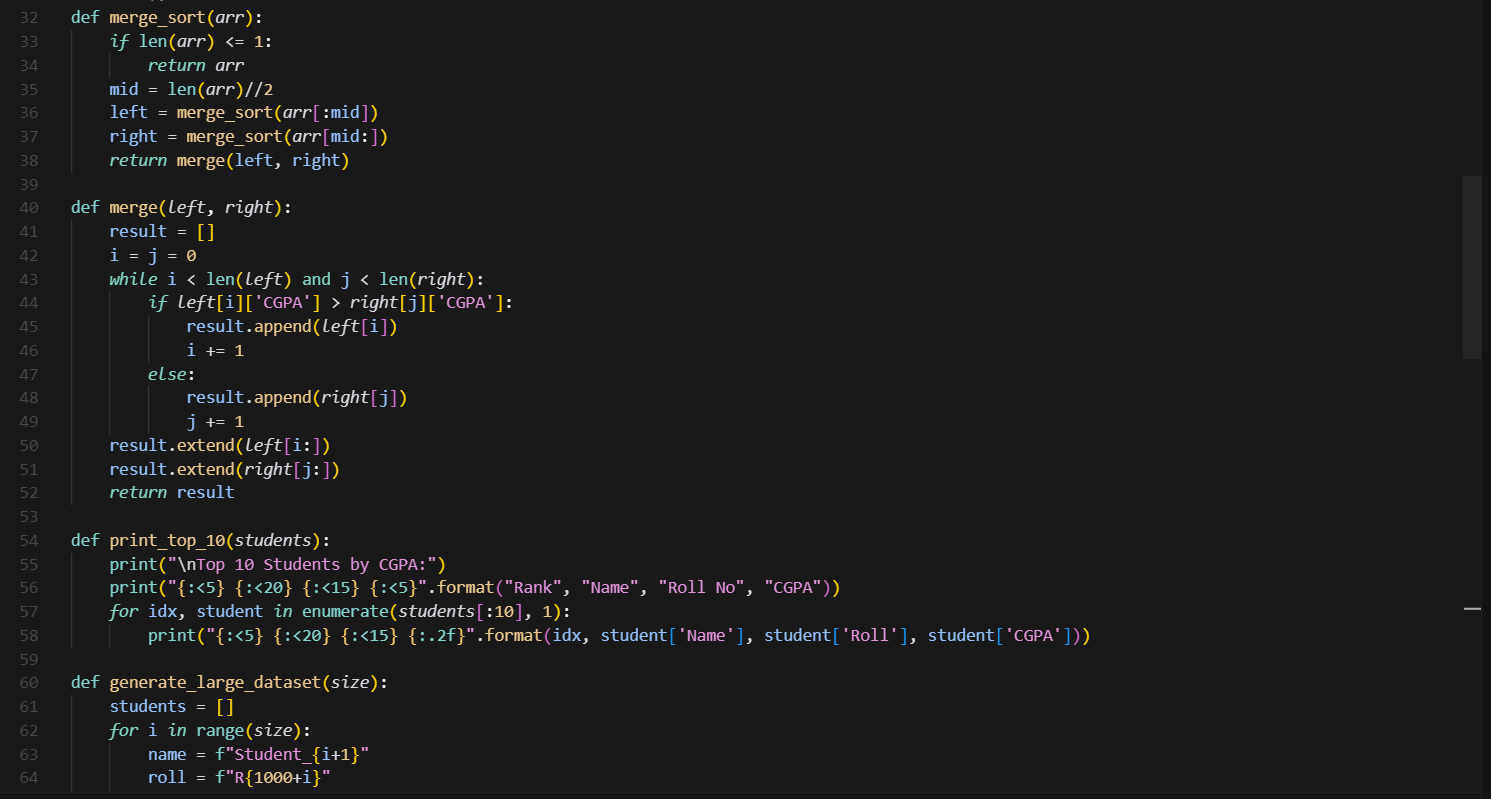 32 def merge_sort(arr):
33     if len(arr) <= 1:
34         return arr
35     mid = len(arr)//2
36     left = merge_sort(arr[:mid])
37     right = merge_sort(arr[mid:])
38     return merge(left, right)
39
40 def merge(left, right):
41     result = []
42     i = j = 0
43     while i < len(left) and j < len(right):
44         if left[i]['CGPA'] > right[j]['CGPA']:
45             result.append(left[i])
46             i += 1
47         else:
48             result.append(right[j])
49             j += 1
50     result.extend(left[i:])
51     result.extend(right[j:])
52     return result
53
54 def print_top_10(students):
55     print("\nTop 10 Students by CGPA:")
56     print("{:<5} {:<20} {:<15} {:<5}".format("Rank", "Name", "Roll No", "CGPA"))
57     for idx, student in enumerate(students[:10], 1):
58         print("{:<5} {:<20} {:<15} {:.2f}".format(idx, student['Name'], student['Roll'], student['CGPA']))
59
60 def generate_large_dataset(size):
61     students = []
62     for i in range(size):
63         name = f"Student_{i+1}"
64         roll = f"R{1000+i}"